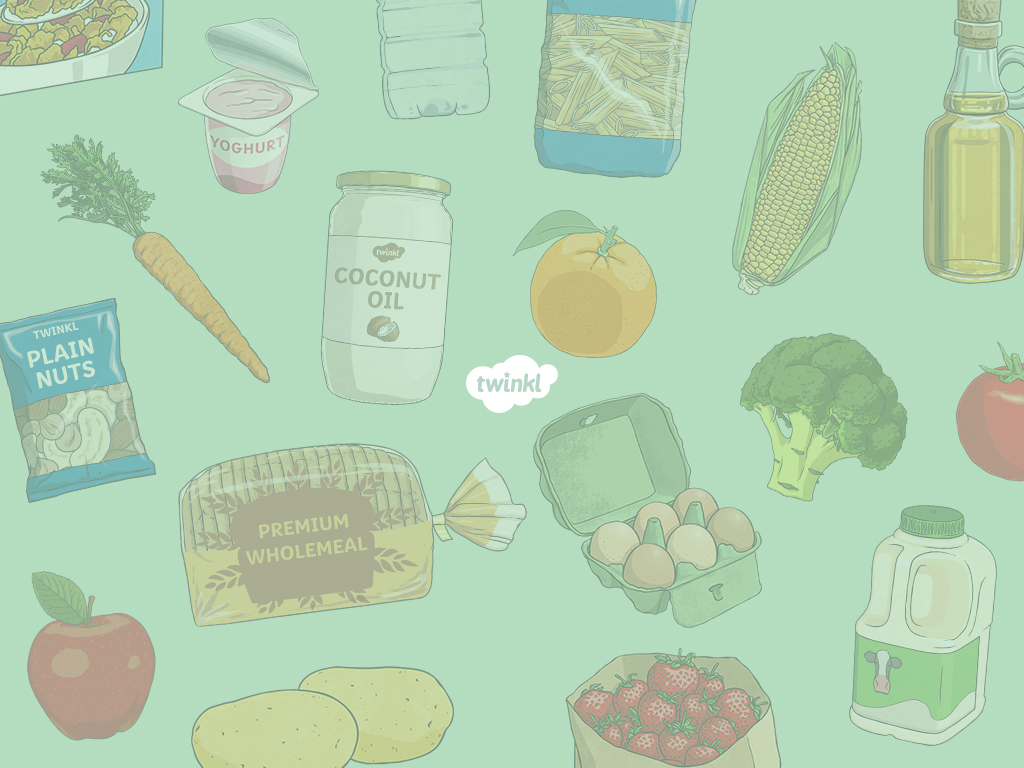 YOGHURT
twinkl
COCONUT
OIL
TWINKL
PLAIN
NUTS
twinkl
PREMIUM
WHOLEMEAL